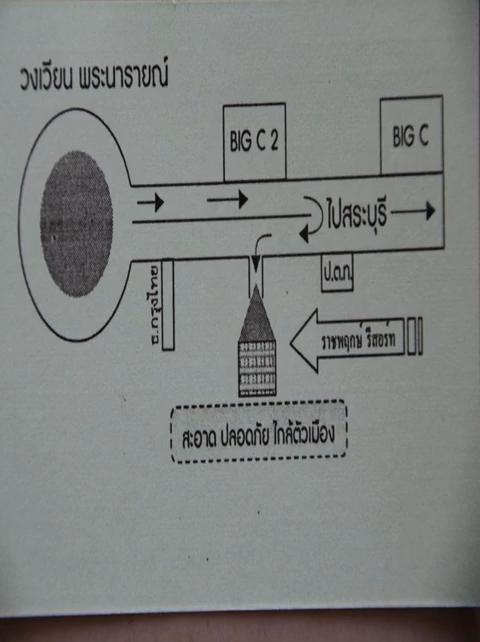 วงเวียน พระนารายณ์
BIG C 2
BIG C
ไปสระบุรี
ธ.กรุงไทย
ป.ต.ท.
ราชพฤกษ์ รีสอร์ท
สะอาด ปลอดภัย ใกล้ตัวเมือง